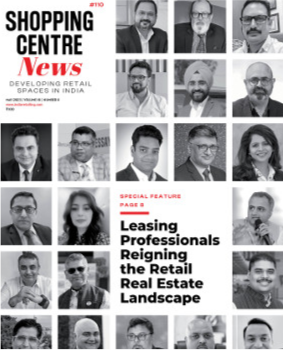 #110
SHOPPING
CENTRE
News
DEVELOPING RETAIL
SPACES IN INDIA
SPECIAL FEATURE
PAGE 8
Leasing
Professionals
Reigning
the Retail
Real Estate
Landscape